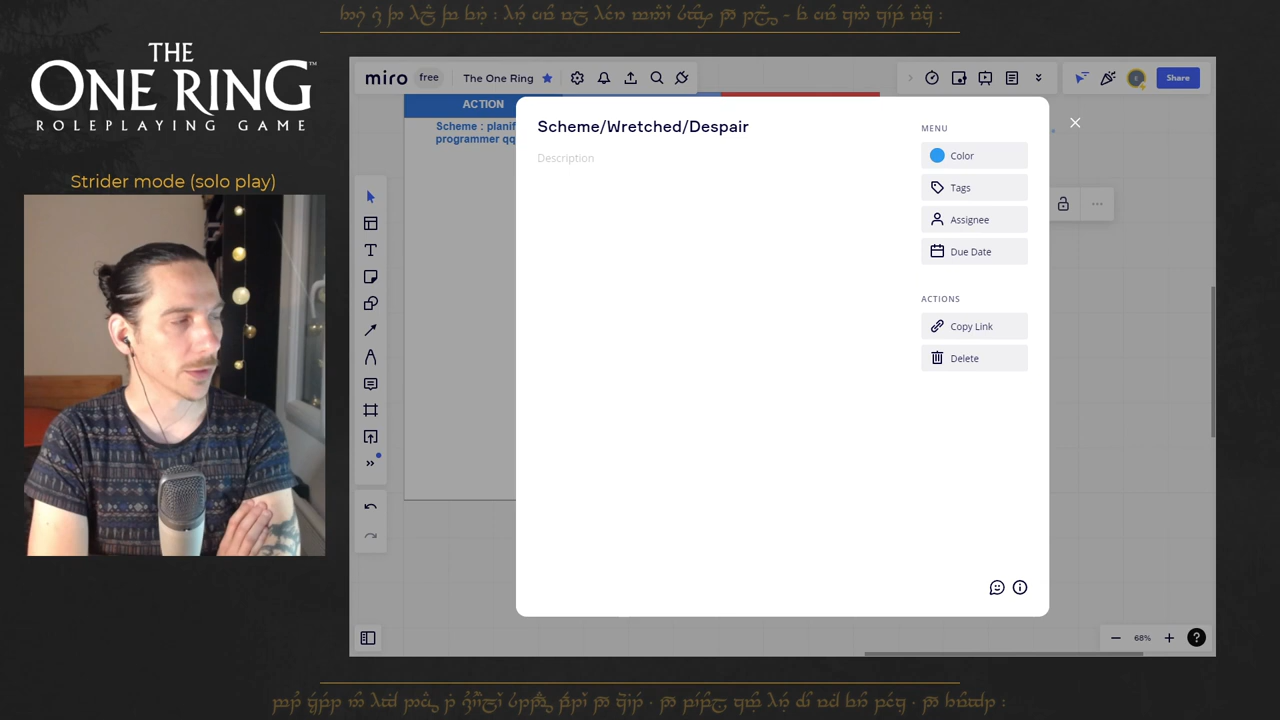 THE
ONE RING™
ROLEPLAYING GAME
Strider mode (solo play)
miro free The One Ring
Share
ACTION
Scheme : planif
programmer qq
Scheme/Wretched/Despair
Description
MENU
Color
Tags
Assignee
Due Date
ACTIONS
Copy Link
Delete
68%